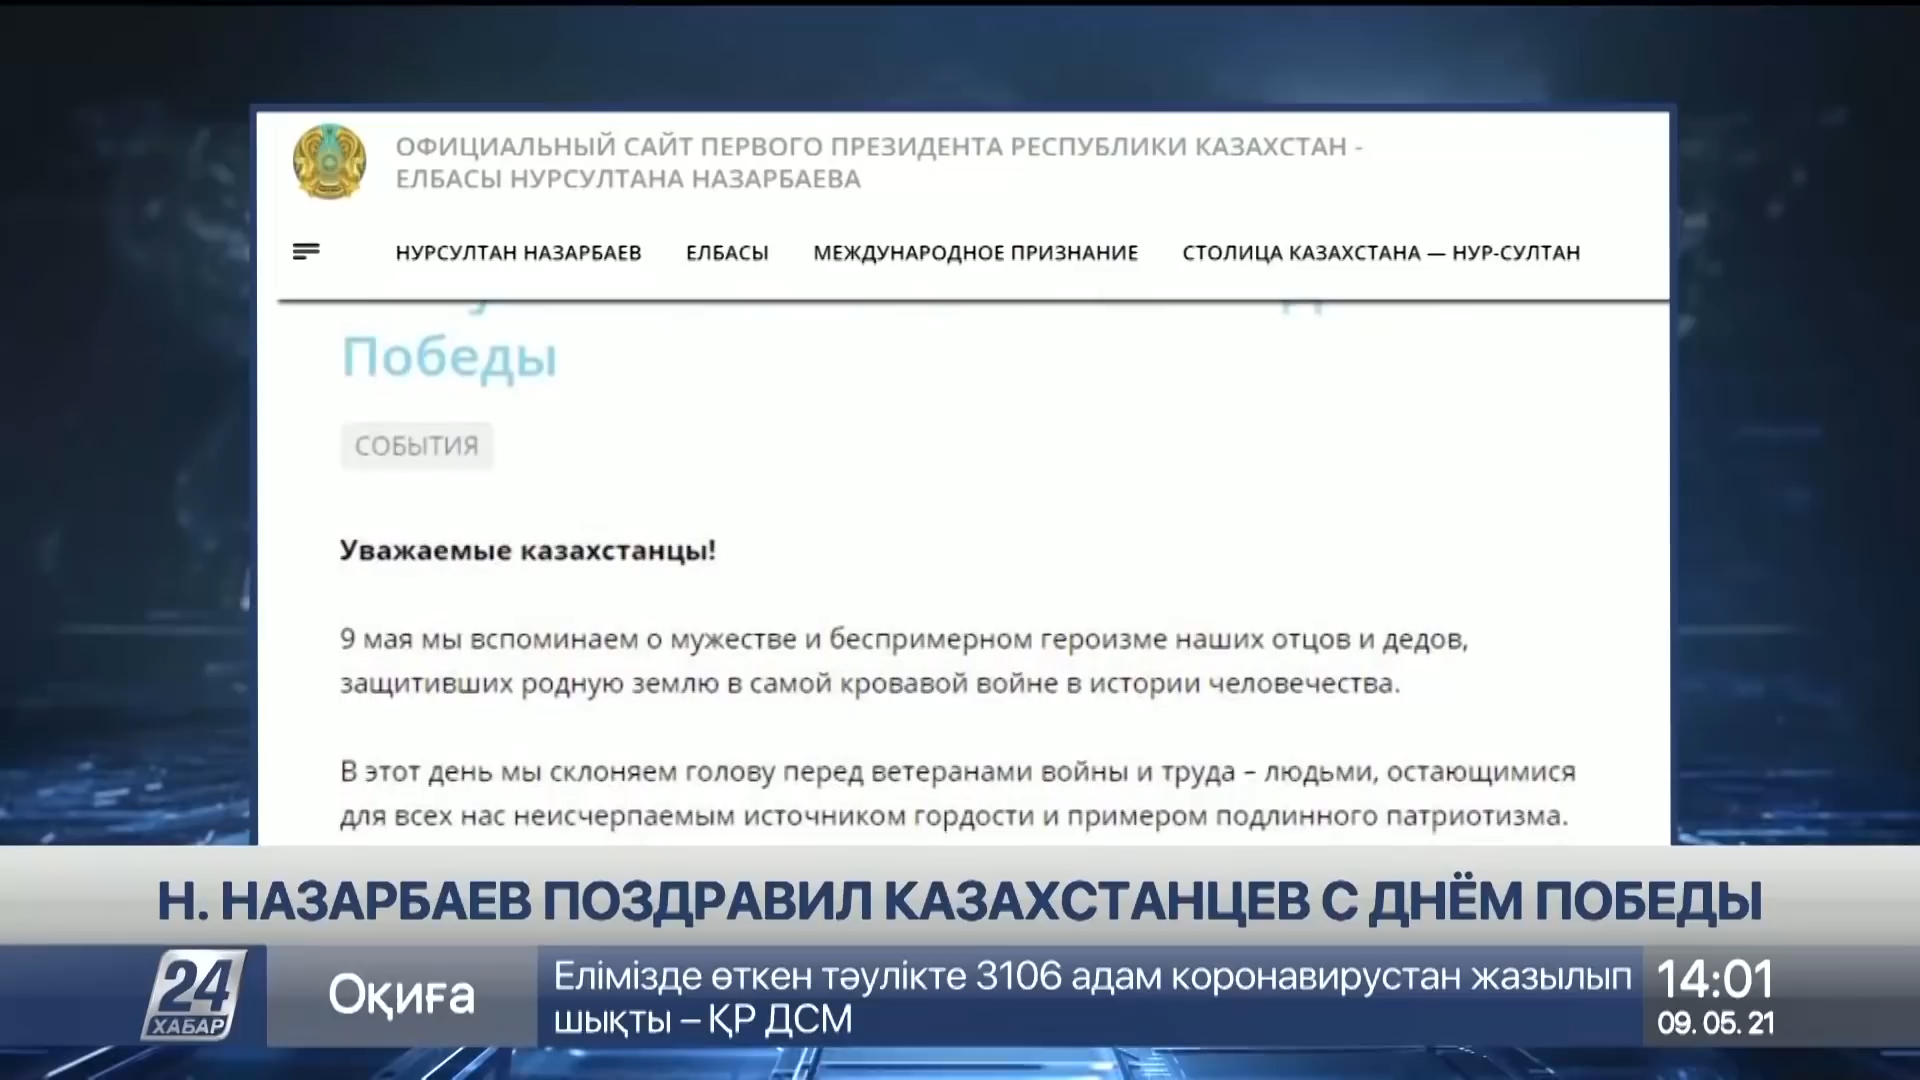 ОФИЦИАЛЬНЫЙ САЙТ ПЕРВОГО ПРЕЗИДЕНТА РЕСПУБЛИКИ КАЗАХСТАН -
ЕЛБАСЫ НУРСУЛТАНА НАЗАРБАЕВА
НУРСУЛТАН НАЗАРБАЕВ ЕЛБАСЫ МЕЖДУНАРОДНОЕ ПРИЗНАНИЕ СТОЛИЦА КАЗАХСТАНА — НУР-СУЛТАН
Победы
СОБЫТИЯ
Уважаемые казахстанцы!
9 мая мы вспоминаем о мужестве и беспримерном героизме наших отцов и дедов,
защитивших родную землю в самой кровавой войне в истории человечества.
В этот день мы склоняем голову перед ветеранами войны и труда – людьми, остающимися
для всех нас неисчерпаемым источником гордости и примером подлинного патриотизма.
Н. НАЗАРБАЕВ ПОЗДРАВИЛ КАЗАХСТАНЦЕВ С ДНЁМ ПОБЕДЫ
24
ХАБАР
Оқиға
Елімізде өткен тәулікте 3106 адам коронавирустан жазылып
шықты – ҚР ДСМ
14:01
09. 05. 21